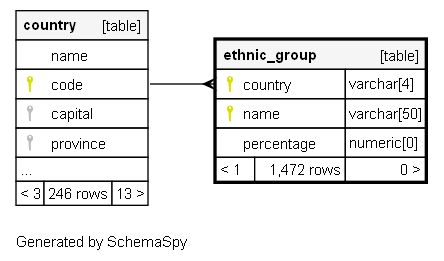 country [table]
name
code
capital
province
...
< 3 246 rows 13 >
ethnic_group [table]
country varchar[4]
name varchar[50]
percentage numeric[0]
< 1 1,472 rows 0 >
Generated by SchemaSpy